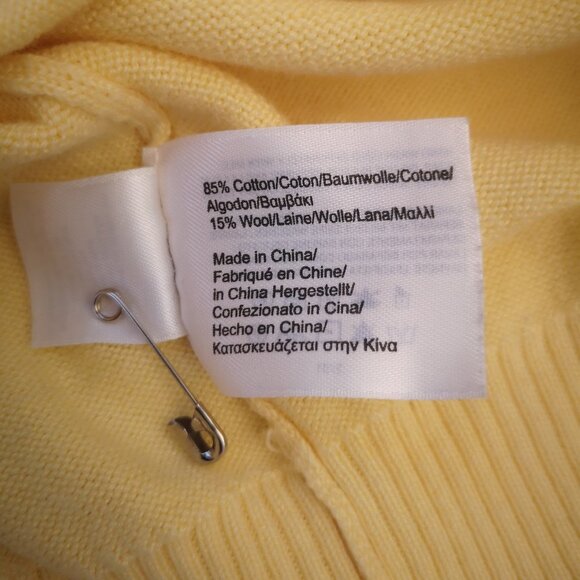 85% Cotton/Coton/Baumwolle/Cotone/
Algodon/Βαμβάκι
15% Wool/Laine/Wolle/Lana/Μαλλί
Made in China/
Fabriqué en Chine/
in China Hergestellt/
Confezionato in Cina/
Hecho en China/
Κατασκευάζεται στην Κίνα